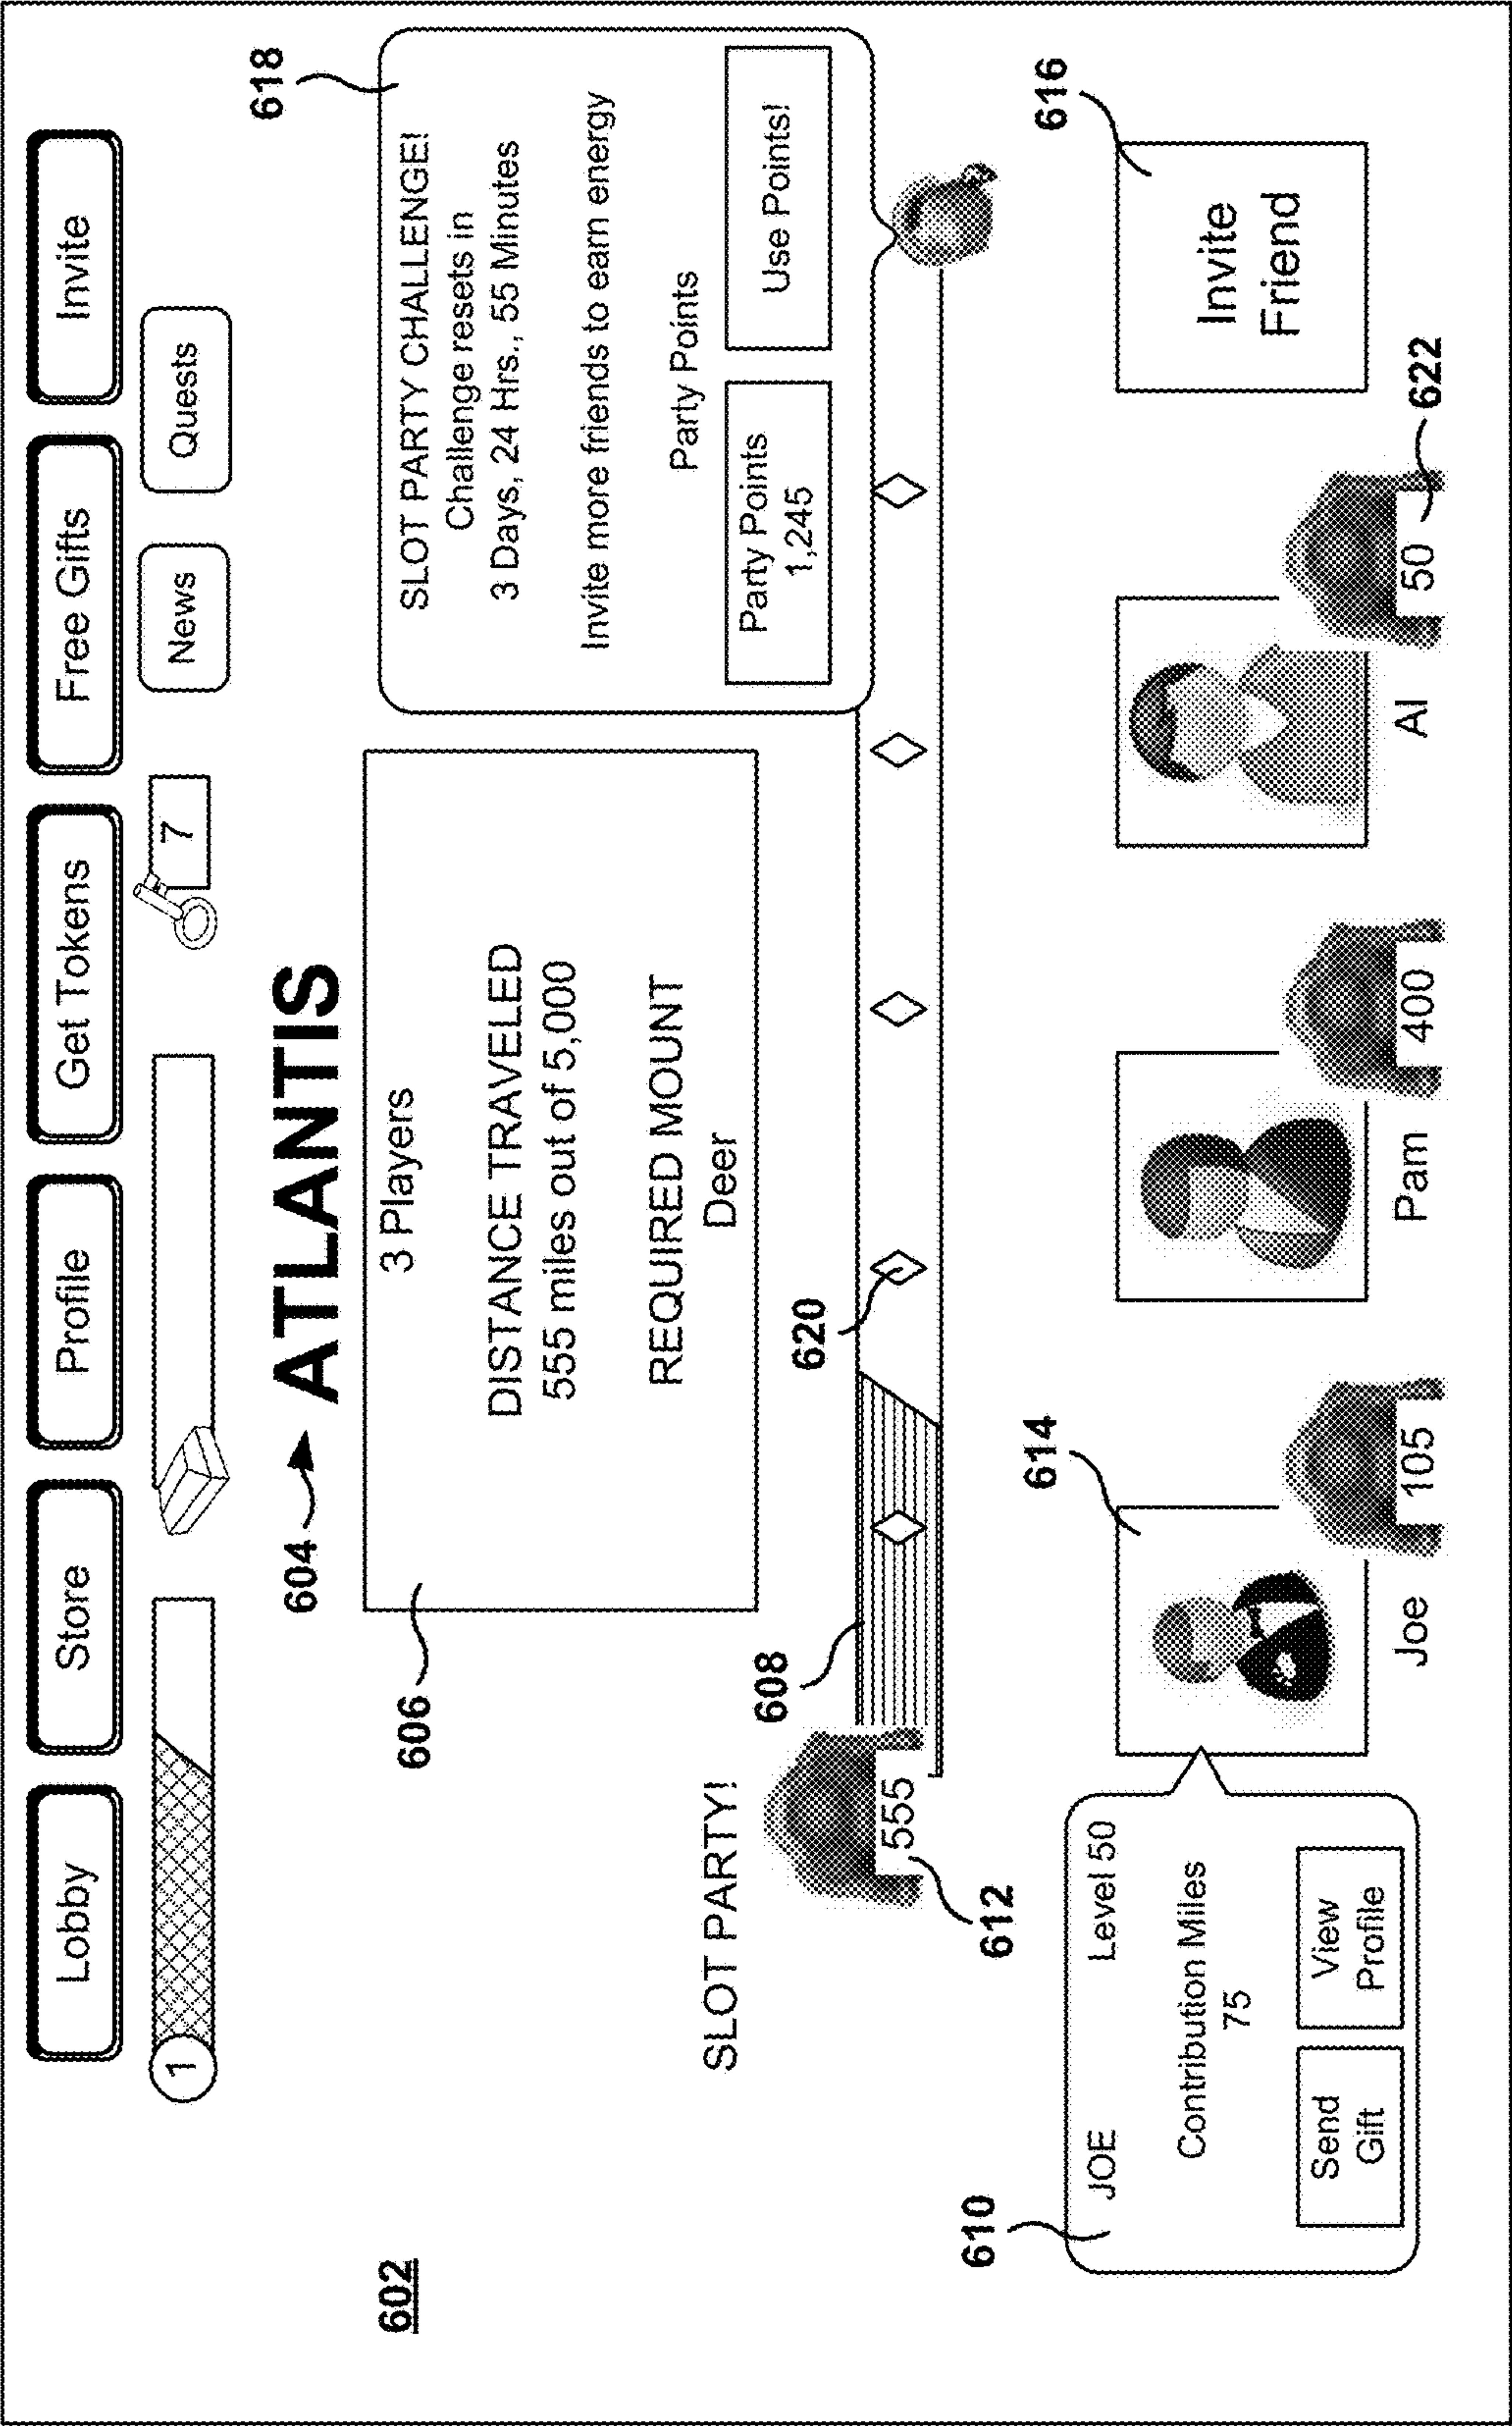 Lobby
Store
Profile
Get Tokens
Free Gifts
Invite
1
7
News
Quests
602
604
ATLANTIS
606
3 Players
DISTANCE TRAVELED
555 miles out of 5,000
REQUIRED MOUNT
Deer
618
SLOT PARTY CHALLENGE!
Challenge resets in
3 Days, 24 Hrs., 55 Minutes
Invite more friends to earn energy
Party Points
Party Points
1,245
Use Points!
SLOT PARTY!
608
620
555
612
610
JOE
Level 50
Contribution Miles
75
Send
Gift
View
Profile
614
105
Joe
400
Pam
50
622
Al
616
Invite
Friend